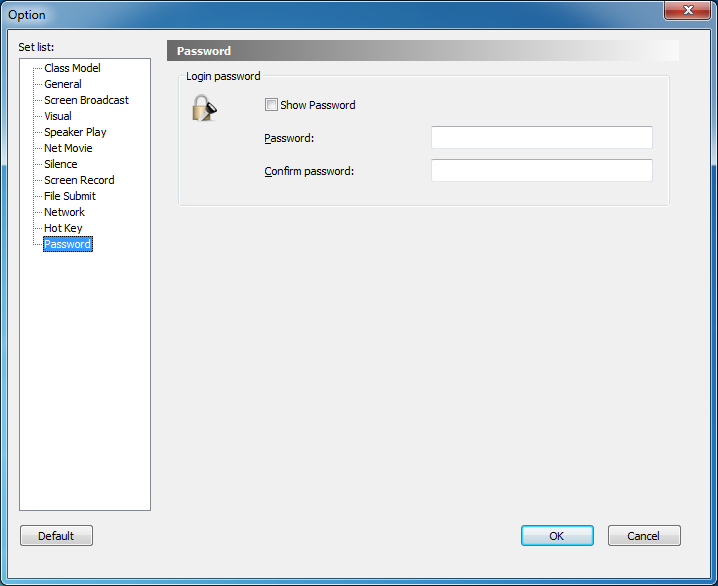 Option
Set list:
Class Model
General
Screen Broadcast
Visual
Speaker Play
Net Movie
Silence
Screen Record
File Submit
Network
Hot Key
Password
Password
Login password
Show Password
Password:
Confirm password:
Default
OK
Cancel